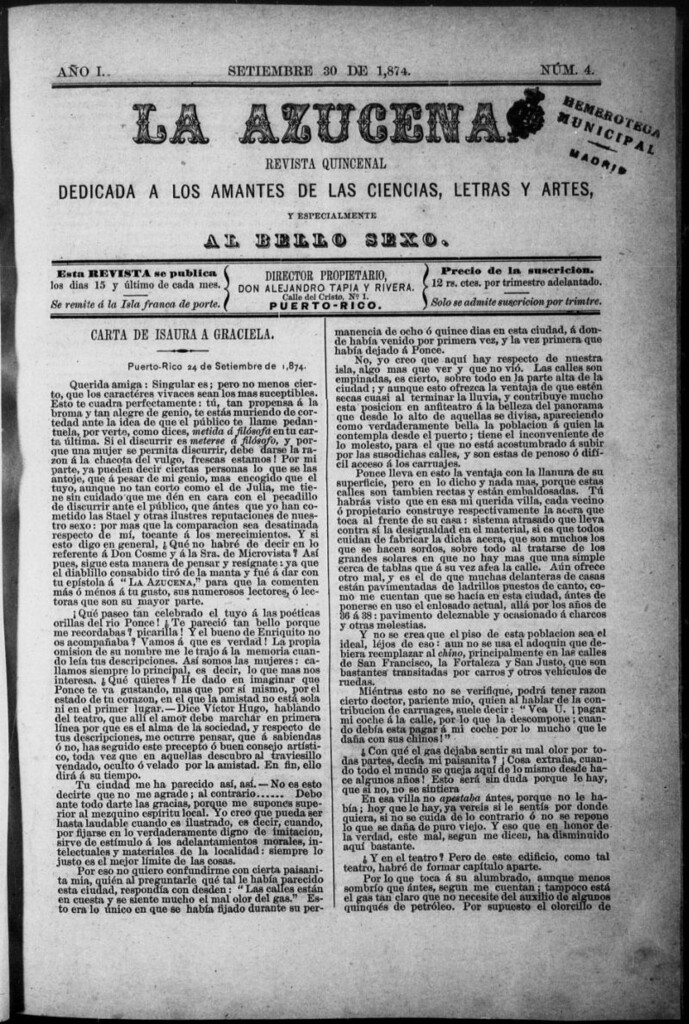 AÑO I.. SETIEMBRE 30 DE 1,874. NÚM. 4.
LA AZUCENA.
HEMEROTECA
MUNICIPAL
MADRID
REVISTA QUINCENAL
DEDICADA A LOS AMANTES DE LAS CIENCIAS, LETRAS Y ARTES,
Y ESPECIALMENTE
AL BELLO SEXO.
Esta REVISTA se publica
los dias 15 y último de cada mes.
Se remite á la Isla franca de porte.
DIRECTOR PROPIETARIO,
DON ALEJANDRO TAPIA Y RIVERA.
Calle del Cristo, Nº 1.
PUERTO-RICO.
Precio de la suscricion.
12 rs. ctes. por trimestre adelantado.
Solo se admite suscricion por trimtre.
CARTA DE ISAURA A GRACIELA.
Puerto-Rico 24 de Setiembre de 1,874.
Querida amiga: Singular es; pero no menos cier-
to, que los caractéres vivaces sean los mas suceptibles.
Esto te cuadra perfectamente: tú, tan propensa á la
broma y tan alegre de genio, te estás muriendo de cor-
tedad ante la idea de que el público te llame pedan-
tuela, por verte, como dices, metida á filósofa en tu car-
ta última. Si el discurrir es meterse á filósofo, y por-
que una mujer se permita discurrir, debe darse la ra-
zon á la chacota del vulgo, frescas estamos! Por mi
parte, ya pueden decir ciertas personas lo que se las
antoje, que á pesar de mi genio, mas encogido que el
tuyo, aunque no tan corto como el de Julia, me tie-
ne sin cuidado que me dén en cara con el pecadillo
de discurrir ante el público, que ántes que yo han co-
metido las Stael y otras ilustres reputaciones de nues-
tro sexo: por mas que la comparacion sea desatinada
respecto de mí, tocante á los merecimientos. Y si
esto digo en general, ¿Qué no habré de decir en lo
referente á Don Cosme y á la Sra. de Microvista? Así
pues, sigue esta manera de pensar y resígnate: ya que
el diablillo consabido tiró de la manta y fué á dar con
tu epístola á "LA AZUCENA," para que la comenten
más ó ménos á tu gusto, sus numerosos lectores, ó lec-
toras que son su mayor parte.
¡Qué paseo tan celebrado el tuyo á las poéticas
orillas del rio Ponce! ¿Te pareció tan bello porque
me recordabas? picarilla! Y el bueno de Enriquito no
os acompañaba? Vamos á que es verdad! La propia
omision de su nombre me le trajo á la memoria cuan-
do leía tus descripciones. Así somos las mujeres: ca-
llamos siempre lo principal, es decir, lo que mas nos
interesa. ¿Qué quieres? He dado en imaginar que
Ponce te va gustando, mas que por sí mismo, por el
estado de tu corazon, en el que la amistad no está sola
ni en el primer lugar.—Dice Víctor Hugo, hablando
del teatro, que allí el amor debe marchar en primera
línea por que es el alma de la sociedad, y respecto de
tus descripciones, me ocurre pensar, que á sabiendas
ó no, has seguido este precepto ó buen consejo artísti-
co, toda vez que en aquellas descubro al traviesillo
vendado, oculto ó velado por la amistad. En fin, ello
dirá á su tiempo.
Tu ciudad me ha parecido así, así.—No es esto
decirte que no me agrade; al contrario...... Debo
ante todo darte las gracias, porque me supones supe-
rior al mezquino espíritu local. Yo creo que pueda ser
hasta laudable cuando es ilustrado, es decir, cuando,
por fijarse en lo verdaderamente digno de imitacion,
sirve de estímulo á los adelantamientos morales, in-
telectuales y materiales de la localidad: siempre lo
justo es el mejor límite de las cosas.
Por eso no quiero confundirme con cierta paisani-
ta mia, quién al preguntarle qué tal le había parecido
esta ciudad, respondia con desden: "Las calles están
en cuesta y se siente mucho el mal olor del gas." Es-
to era lo único en que se había fijado durante su per-
manencia de ocho ó quince dias en esta ciudad, á don-
de habia venido por primera vez, y la vez primera que
había dejado á Ponce.
No, yo creo que aquí hay respecto de nuestra
isla, algo mas que ver y que no vió. Las calles son
empinadas, es cierto, sobre todo en la parte alta de la
ciudad; y aunque esto ofrezca la ventaja de que estén
secas cuasi al terminar la lluvia, y contribuye mucho
esta posicion en anfiteatro á la belleza del panorama
que desde lo alto de aquellas se divisa, apareciendo
como verdaderamente bella la poblacion á quien la
contempla desde el puerto; tiene el inconveniente de
lo molesto, para el que no está acostumbrado á subir
por las susodichas calles, y son estas de penoso ó difí-
cil acceso á los carruajes.
Ponce lleva en esto la ventaja con la llanura de su
superficie, pero en lo dicho y nada mas, porque estas
calles son tambien rectas y están embaldosadas. Tú
habrás visto que en esa mi querida villa, cada vecino
ó propietario construye respectivamente la acera que
toca al frente de su casa: sistema atrasado que lleva
contra sí la desigualdad en el material, si es que todos
cuidan de fabricar la dicha acera, que son muchos los
que se hacen sordos, sobre todo al tratarse de los
grandes solares en que no hay mas que una simple
cerca de tablas que á su vez afea la calle. Aún ofrece
otro mal, y es el de que muchas delanteras de casas
están pavimentadas de ladrillos puestos de canto, co-
mo me cuentan que se hacia en esta ciudad, ántes de
ponerse en uso el enlosado actual, allá por los años de
36 á 38: pavimento deleznable y ocasionado á charcos
y otras molestias.
Y no se crea que el piso de esta poblacion sea el
ideal, léjos de eso: aun no se usa el adoquin que de-
biera reemplazar al chino, principalmente en las calles
de San Francisco, la Fortaleza y San Justo, que son
bastantes transitadas por carros y otros vehículos de
ruedas.
Miéntras esto no se verifique, podrá tener razon
cierto doctor, pariente mio, quien al hablar de la con-
tribucion de carruages, suele decir: "Vea U. ¡pagar
mi coche á la calle, por lo que la descompone; cuan-
do debía esta pagar á mi coche por lo mucho que le
daña con sus chinos!"
¿Con qué el gas dejaba sentir su mal olor por to-
das partes, decía mi paisanita? ¡Cosa extraña, cuan-
do todo el mundo se queja aquí de lo mismo desde ha-
ce algunos años! Esto será sin duda porque le hay,
que si no, no se sintiera
En esa villa no apestaba ántes, porque no le ha-
bía; hoy que le hay, ya vereis si le sentís por donde
quiera, si no se cuida de lo contrario ó no se repone
lo que se daña de puro viejo. Y eso que en honor de
la verdad, este mal, segun me dicen, ha disminuido
aquí bastante.
¿Y en el teatro? Pero de este edificio, como tal
teatro, habré de formar capítulo aparte.
Por lo que toca á su alumbrado, aunque menos
sombrío que ántes, segun me cuentan; tampoco está
el gas tan claro que no necesite del auxilio de algunos
quinqués de petróleo. Por supuesto el olorcillo de